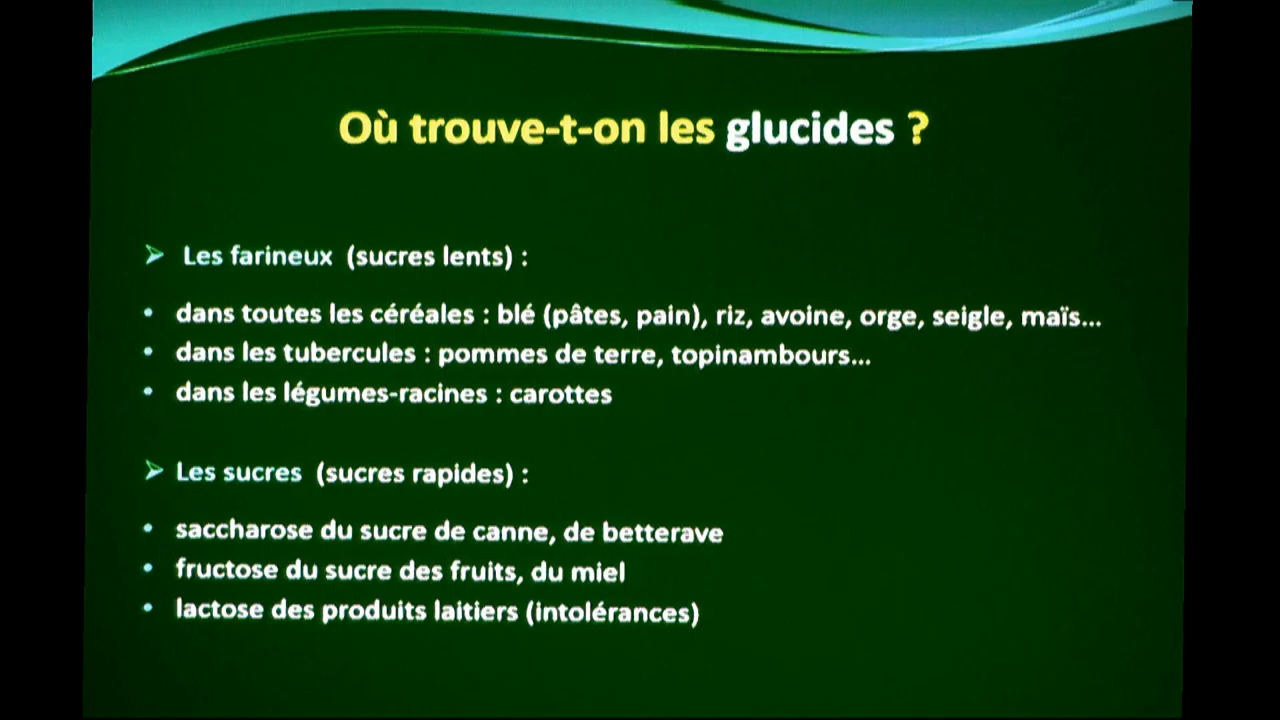 Où trouve-t-on les glucides ?
➢ Les farineux (sucres lents) :
• dans toutes les céréales : blé (pâtes, pain), riz, avoine, orge, seigle, maïs...
• dans les tubercules : pommes de terre, topinambours...
• dans les légumes-racines : carottes
➢ Les sucres (sucres rapides) :
• saccharose du sucre de canne, de betterave
• fructose du sucre des fruits, du miel
• lactose des produits laitiers (intolérances)